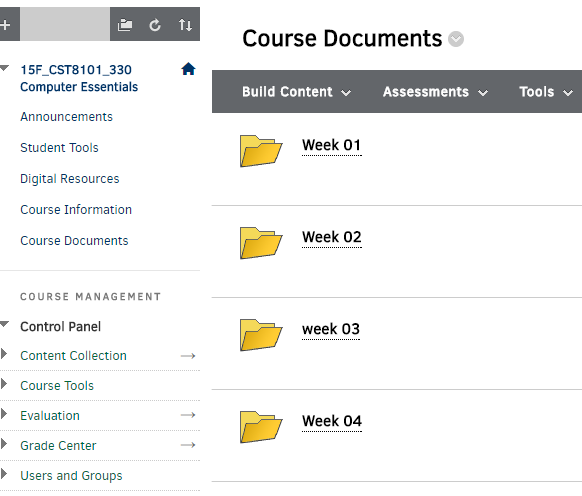 15F_CST8101_330
Computer Essentials
Announcements
Student Tools
Digital Resources
Course Information
Course Documents
COURSE MANAGEMENT
Control Panel
Content Collection
Course Tools
Evaluation
Grade Center
Users and Groups
Course Documents
Build Content Assessments Tools
Week 01
Week 02
week 03
Week 04